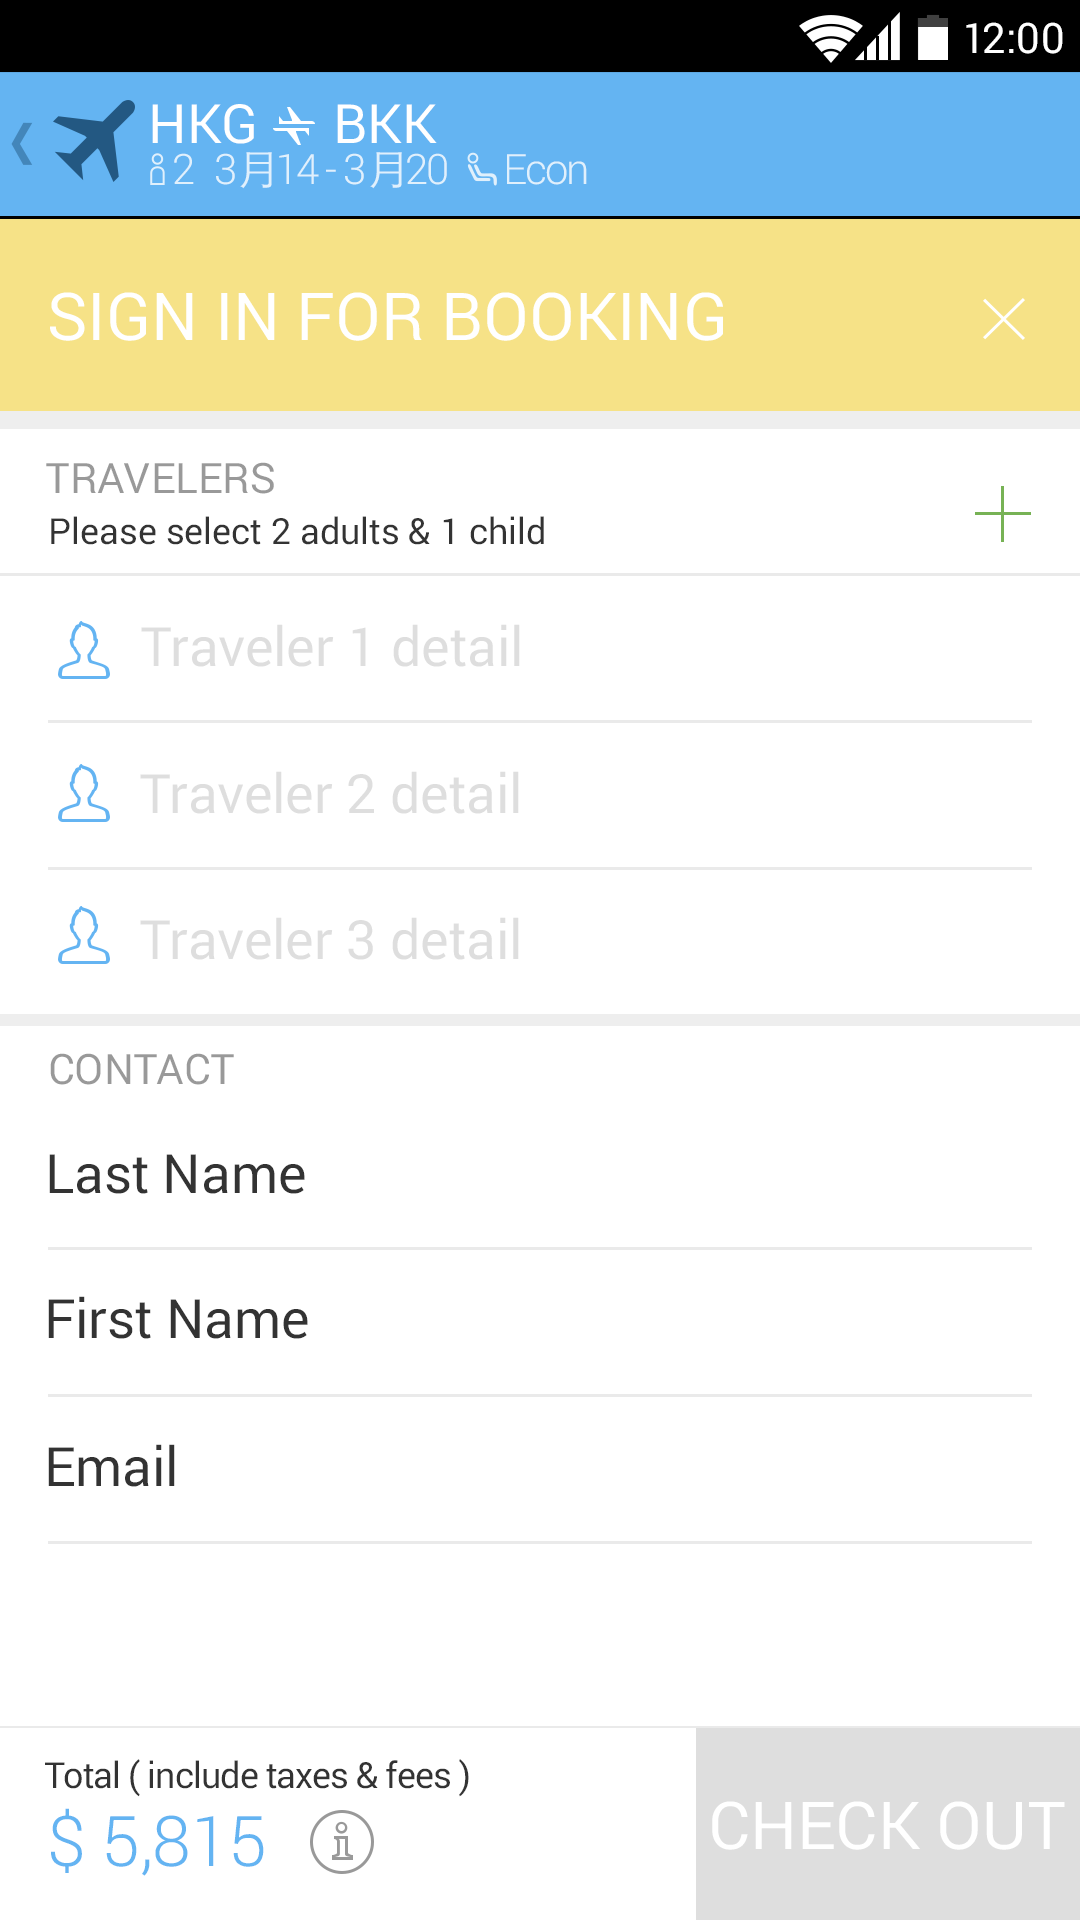 12:00
HKG BKK
2 3月14 - 3月20 Econ
SIGN IN FOR BOOKING
TRAVELERS
Please select 2 adults & 1 child
Traveler 1 detail
Traveler 2 detail
Traveler 3 detail
CONTACT
Last Name
First Name
Email
Total ( include taxes & fees )
$ 5,815
CHECK OUT